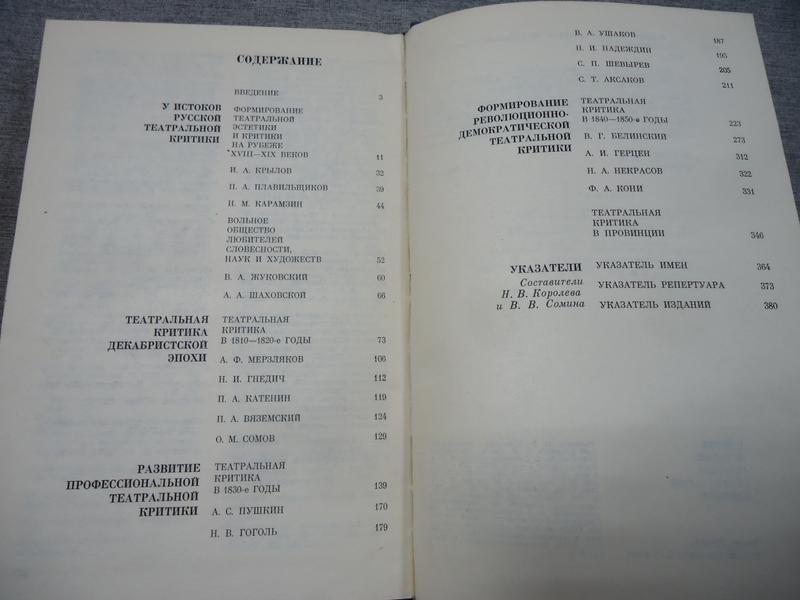 СОДЕРЖАНИЕ
ВВЕДЕНИЕ 3
У ИСТОКОВ
РУССКОЙ
ТЕАТРАЛЬНОЙ
КРИТИКИ
ФОРМИРОВАНИЕ
ТЕАТРАЛЬНОЙ
ЭСТЕТИКИ
И КРИТИКИ
НА РУБЕЖЕ
XVIII—XIX ВЕКОВ 11
И. А. КРЫЛОВ 32
П. А. ПЛАВИЛЬЩИКОВ 39
Н. М. КАРАМЗИН 44
ВОЛЬНОЕ
ОБЩЕСТВО
ЛЮБИТЕЛЕЙ
СЛОВЕСНОСТИ,
НАУК И ХУДОЖЕСТВ 52
В. А. ЖУКОВСКИЙ 60
А. А. ШАХОВСКОЙ 66
ТЕАТРАЛЬНАЯ
КРИТИКА
ДЕКАБРИСТСКОЙ
ЭПОХИ
ТЕАТРАЛЬНАЯ
КРИТИКА
В 1810—1820-е ГОДЫ 73
А. Ф. МЕРЗЛЯКОВ 106
Н. И. ГНЕДИЧ 112
П. А. КАТЕНИН 119
П. А. ВЯЗЕМСКИЙ 124
О. М. СОМОВ 129
РАЗВИТИЕ
ПРОФЕССИОНАЛЬНОЙ
ТЕАТРАЛЬНОЙ
КРИТИКИ
ТЕАТРАЛЬНАЯ
КРИТИКА
В 1830-е ГОДЫ 139
А. С. ПУШКИН 170
Н. В. ГОГОЛЬ 179
В. А. УШАКОВ 187
Н. И. НАДЕЖДИН 195
С. П. ШЕВЫРЕВ 205
С. Т. АКСАКОВ 211
ФОРМИРОВАНИЕ
РЕВОЛЮЦИОННО-
ДЕМОКРАТИЧЕСКОЙ
ТЕАТРАЛЬНОЙ
КРИТИКИ
ТЕАТРАЛЬНАЯ
КРИТИКА
В 1840—1850-е ГОДЫ 223
В. Г. БЕЛИНСКИЙ 273
А. И. ГЕРЦЕН 312
Н. А. НЕКРАСОВ 322
Ф. А. КОНИ 331
ТЕАТРАЛЬНАЯ
КРИТИКА
В ПРОВИНЦИИ 346
УКАЗАТЕЛИ
Составители
Н. В. Королева
и В. В. Сомина
УКАЗАТЕЛЬ ИМЕН 364
УКАЗАТЕЛЬ РЕПЕРТУАРА 373
УКАЗАТЕЛЬ ИЗДАНИЙ 380